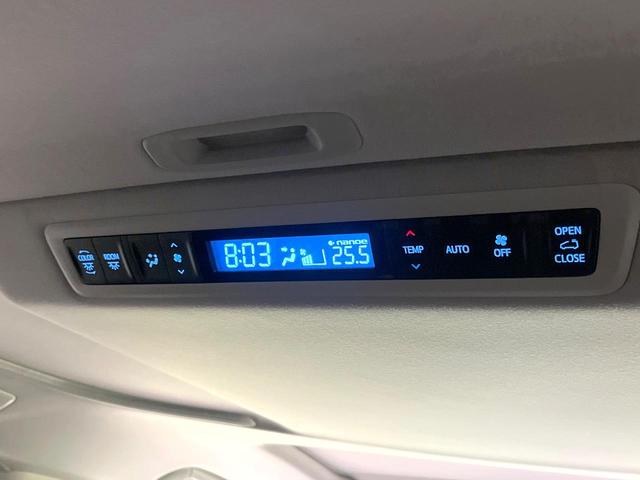 COLOR
ROOM
8:03
nanoe
25.5
TEMP
AUTO
OFF
OPEN
CLOSE